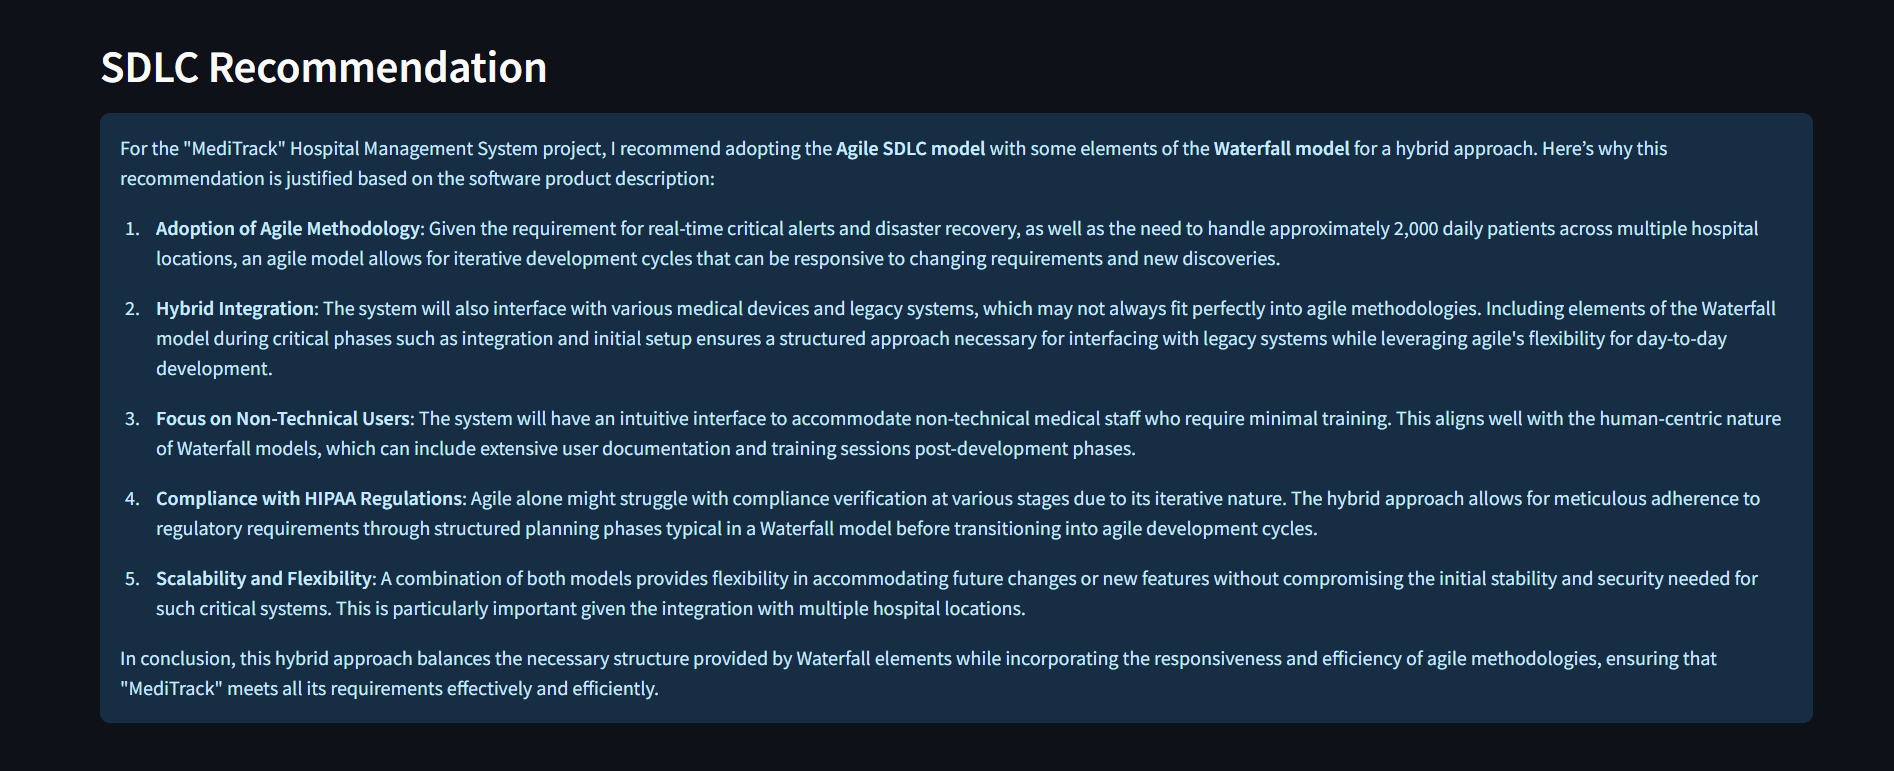 SDLC Recommendation
For the "MediTrack" Hospital Management System project, I recommend adopting the Agile SDLC model with some elements of the Waterfall model for a hybrid approach. Here’s why this
recommendation is justified based on the software product description:
1. Adoption of Agile Methodology: Given the requirement for real-time critical alerts and disaster recovery, as well as the need to handle approximately 2,000 daily patients across multiple hospital
locations, an agile model allows for iterative development cycles that can be responsive to changing requirements and new discoveries.
2. Hybrid Integration: The system will also interface with various medical devices and legacy systems, which may not always fit perfectly into agile methodologies. Including elements of the Waterfall
model during critical phases such as integration and initial setup ensures a structured approach necessary for interfacing with legacy systems while leveraging agile's flexibility for day-to-day
development.
3. Focus on Non-Technical Users: The system will have an intuitive interface to accommodate non-technical medical staff who require minimal training. This aligns well with the human-centric nature
of Waterfall models, which can include extensive user documentation and training sessions post-development phases.
4. Compliance with HIPAA Regulations: Agile alone might struggle with compliance verification at various stages due to its iterative nature. The hybrid approach allows for meticulous adherence to
regulatory requirements through structured planning phases typical in a Waterfall model before transitioning into agile development cycles.
5. Scalability and Flexibility: A combination of both models provides flexibility in accommodating future changes or new features without compromising the initial stability and security needed for
such critical systems. This is particularly important given the integration with multiple hospital locations.
In conclusion, this hybrid approach balances the necessary structure provided by Waterfall elements while incorporating the responsiveness and efficiency of agile methodologies, ensuring that
"MediTrack" meets all its requirements effectively and efficiently.